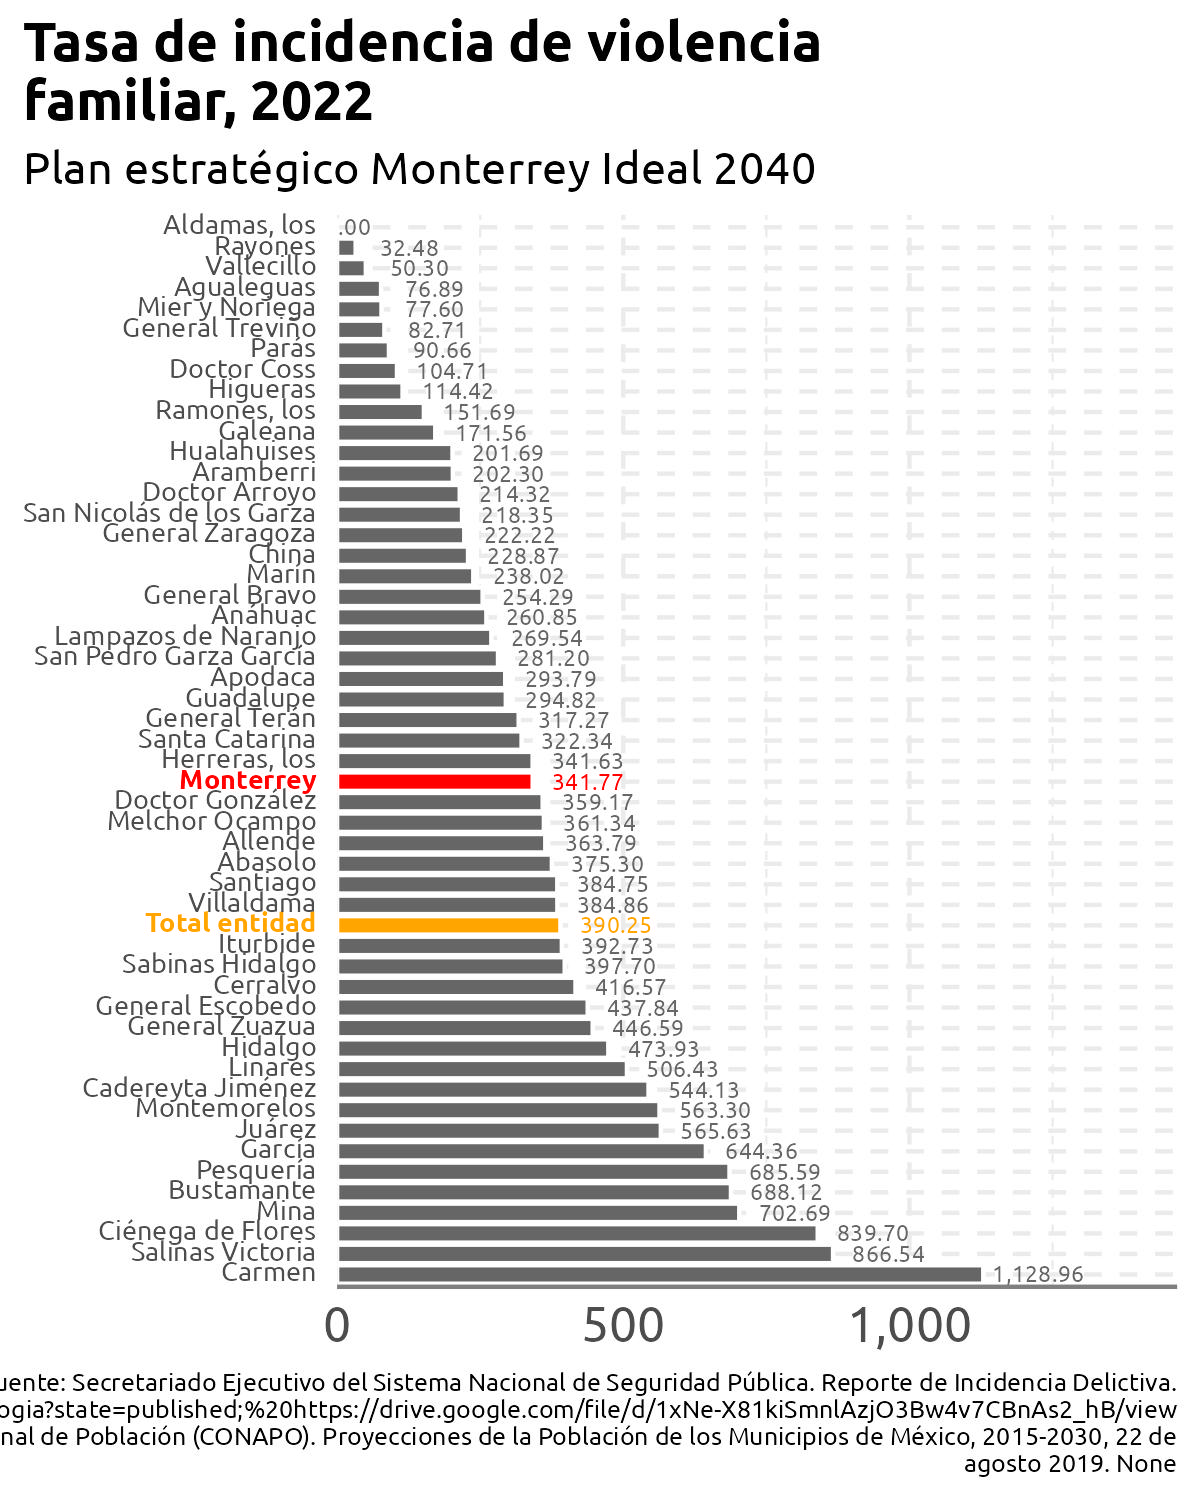 Tasa de incidencia de violencia
familiar, 2022
Plan estratégico Monterrey Ideal 2040
Aldamas, los .00
Rayones 32.48
Vallecillo 50.30
Agualeguas 76.89
Mier y Noriega 77.60
General Treviño 82.71
Parás 90.66
Doctor Coss 104.71
Higueras 114.42
Ramones, los 151.69
Galeana 171.56
Hualahuises 201.69
Aramberri 202.30
Doctor Arroyo 214.32
San Nicolás de los Garza 218.35
General Zaragoza 222.22
China 228.87
Marín 238.02
General Bravo 254.29
Anáhuac 260.85
Lampazos de Naranjo 269.54
San Pedro Garza García 281.20
Apodaca 293.79
Guadalupe 294.82
General Terán 317.27
Santa Catarina 322.34
Herreras, los 341.63
Monterrey 341.77
Doctor González 359.17
Melchor Ocampo 361.34
Allende 363.79
Abasolo 375.30
Santiago 384.75
Villaldama 384.86
Total entidad 390.25
Iturbide 392.73
Sabinas Hidalgo 397.70
Cerralvo 416.57
General Escobedo 437.84
General Zuazua 446.59
Hidalgo 473.93
Linares 506.43
Cadereyta Jiménez 544.13
Montemorelos 563.30
Juárez 565.63
García 644.36
Pesquería 685.59
Bustamante 688.12
Mina 702.69
Ciénega de Flores 839.70
Salinas Victoria 866.54
Carmen 1,128.96
0 500 1,000
uente: Secretariado Ejecutivo del Sistema Nacional de Seguridad Pública. Reporte de Incidencia Delictiva.
ogia?state=published;%20https://drive.google.com/file/d/1xNe-X81kiSmnlAzjO3Bw4v7CBnAs2_hB/view
nal de Población (CONAPO). Proyecciones de la Población de los Municipios de México, 2015-2030, 22 de
agosto 2019. None